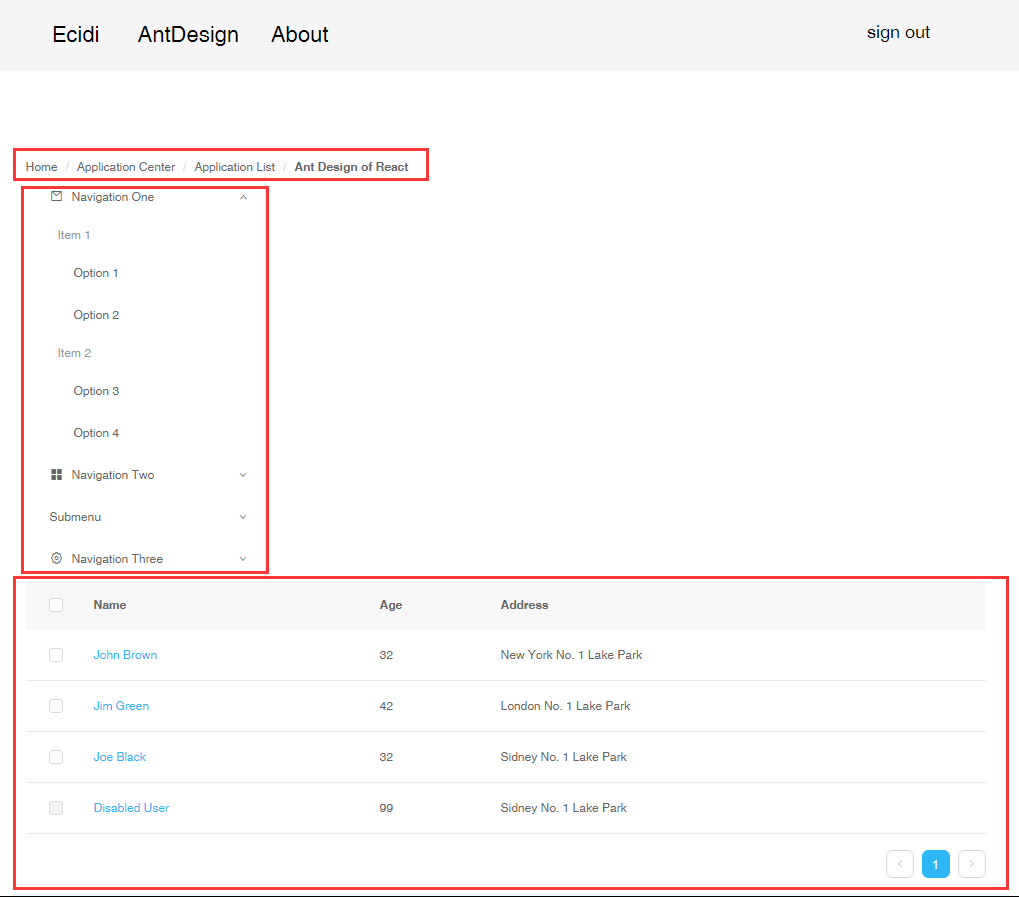 Ecidi AntDesign About sign out
Home / Application Center / Application List / Ant Design of React
Navigation One
Item 1
Option 1
Option 2
Item 2
Option 3
Option 4
Navigation Two
Submenu
Navigation Three
Name Age Address
John Brown 32 New York No. 1 Lake Park
Jim Green 42 London No. 1 Lake Park
Joe Black 32 Sidney No. 1 Lake Park
Disabled User 99 Sidney No. 1 Lake Park
< 1 >